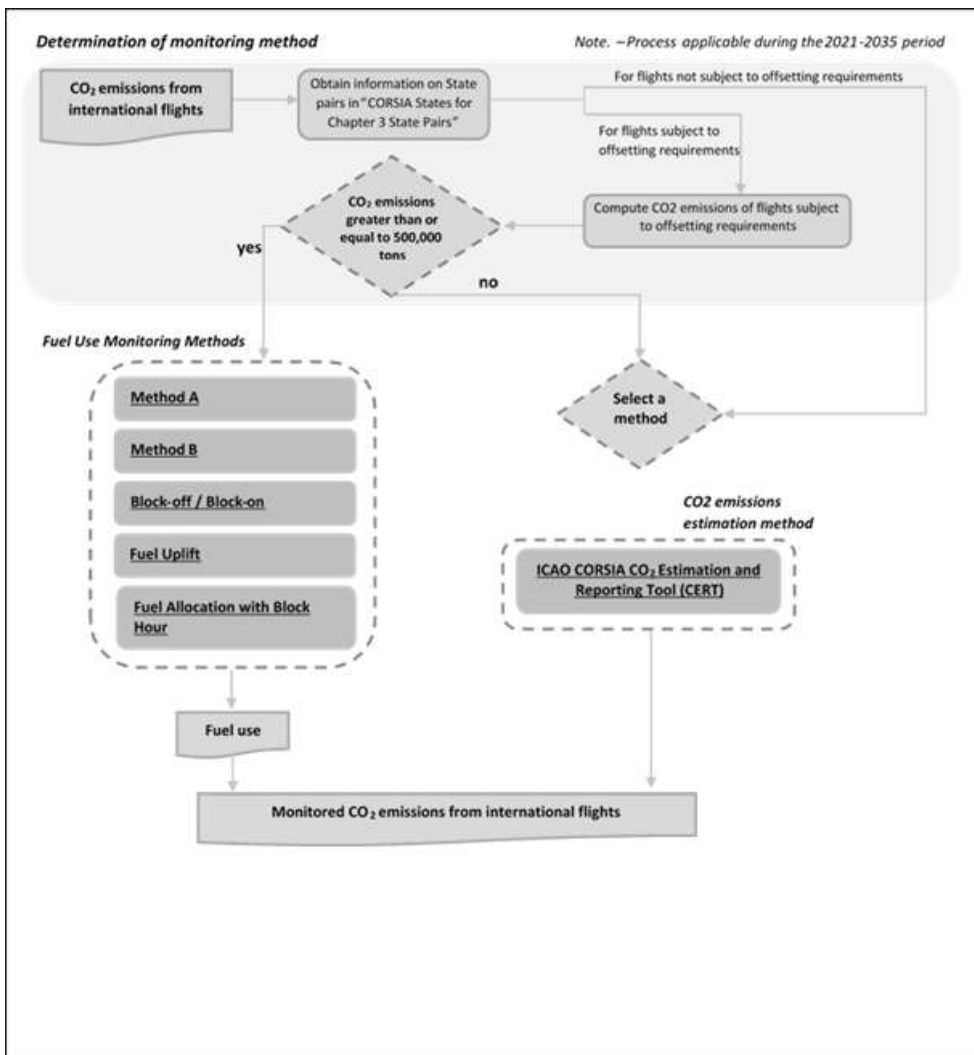 Determination of monitoring method
Note. –Process applicable during the 2021-2035 period
CO₂ emissions from
international flights
Obtain information on State
pairs in "CORSIA States for
Chapter 3 State Pairs"
For flights not subject to offsetting requirements
For flights subject to
offsetting requirements
CO₂ emissions
greater than or
equal to 500,000
tons
Compute CO2 emissions of flights subject
to offsetting requirements
yes
no
Fuel Use Monitoring Methods
Method A
Method B
Block-off / Block-on
Fuel Uplift
Fuel Allocation with Block
Hour
Select a
method
CO2 emissions
estimation method
ICAO CORSIA CO₂ Estimation and
Reporting Tool (CERT)
Fuel use
Monitored CO₂ emissions from international flights